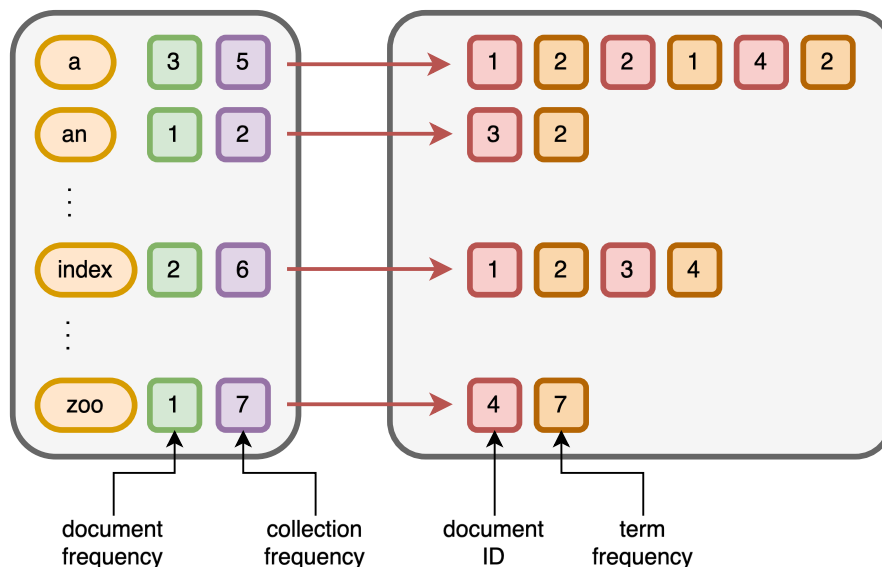 a 3 5 1 2 2 1 4 2
an 1 2 3 2
index 2 6 1 2 3 4
zoo 1 7 4 7
document frequency
collection frequency
document ID
term frequency